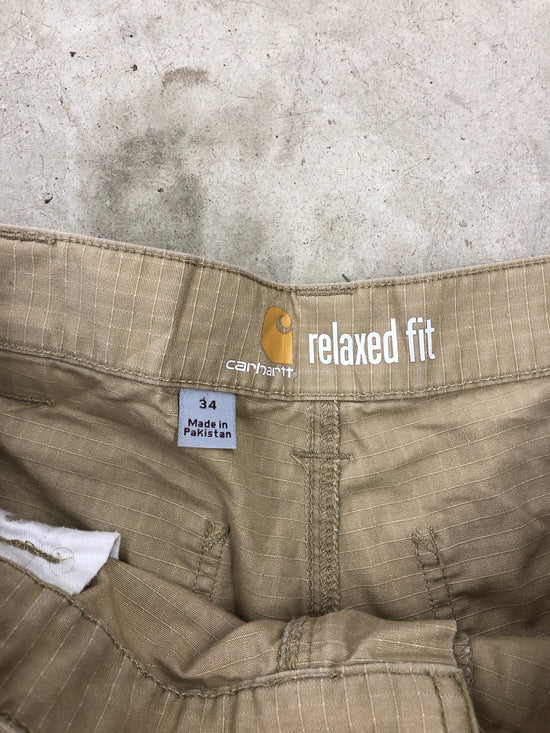 relaxed fit
carhartt
34
Made in
Pakistan